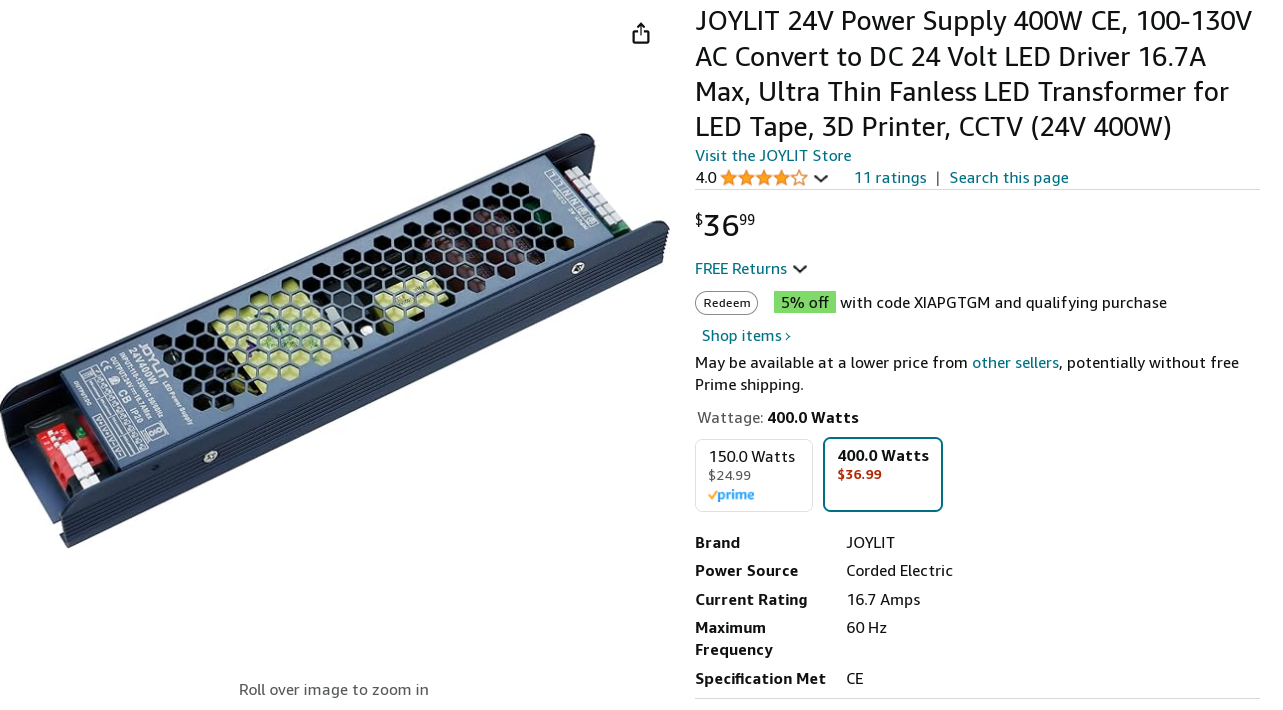 JOYLIT 24V Power Supply 400W CE, 100-130V
AC Convert to DC 24 Volt LED Driver 16.7A
Max, Ultra Thin Fanless LED Transformer for
LED Tape, 3D Printer, CCTV (24V 400W)
Visit the JOYLIT Store
4.0 11 ratings | Search this page
$36 99
FREE Returns
Redeem 5% off with code XIAPGTGM and qualifying purchase
Shop items ›
May be available at a lower price from other sellers, potentially without free
Prime shipping.
Wattage: 400.0 Watts
150.0 Watts
$24.99
prime
400.0 Watts
$36.99
Brand JOYLIT
Power Source Corded Electric
Current Rating 16.7 Amps
Maximum 60 Hz
Frequency
Specification Met CE
JOYLIT LED Power Supply
24V400W
CE CB IP20
Roll over image to zoom in